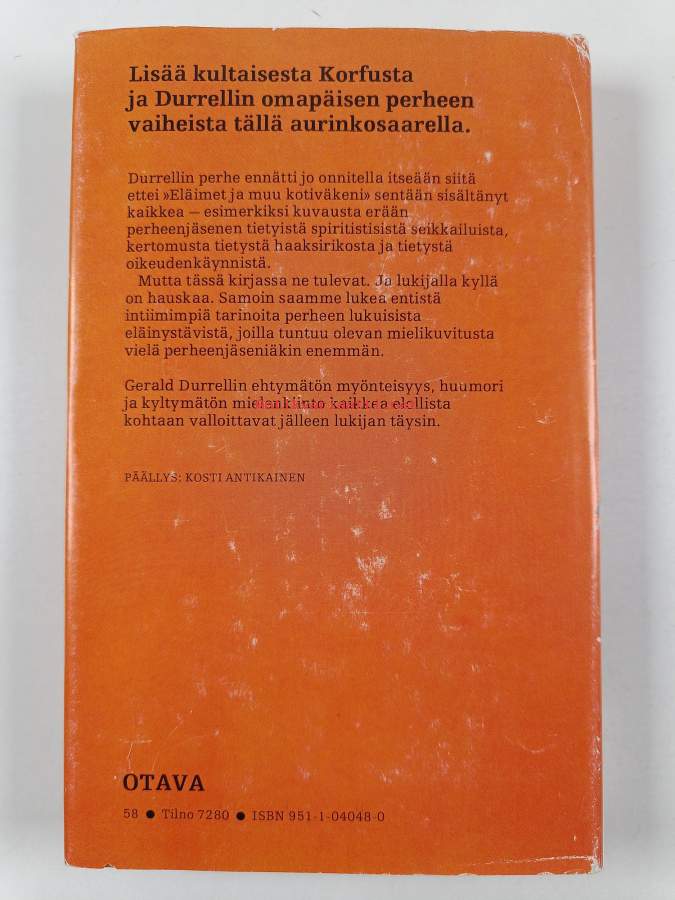 Lisää kultaisesta Korfusta
ja Durrellin omapäisen perheen
vaiheista tällä aurinkosaarella.
Durrellin perhe ennätti jo onnitella itseään siitä
ettei »Eläimet ja muu kotiväkeni» sentään sisältänyt
kaikkea – esimerkiksi kuvausta erään
perheenjäsenen tietyistä spiritistisistä seikkailuista,
kertomusta tietystä haaksirikosta ja tietystä
oikeudenkäynnistä.
Mutta tässä kirjassa ne tulevat. Ja lukijalla kyllä
on hauskaa. Samoin saamme lukea entistä
intiimimpiä tarinoita perheen lukuisista
eläinystävistä, joilla tuntuu olevan mielikuvitusta
vielä perheenjäseniäkin enemmän.
Gerald Durrellin ehtymätön myönteisyys, huumori
ja kyltymätön mielenkiinto kaikkea elollista
kohtaan valloittavat jälleen lukijan täysin.
PÄÄLLYS: KOSTI ANTIKAINEN
OTAVA
58 ● Tilno 7280 ● ISBN 951-1-04048-0